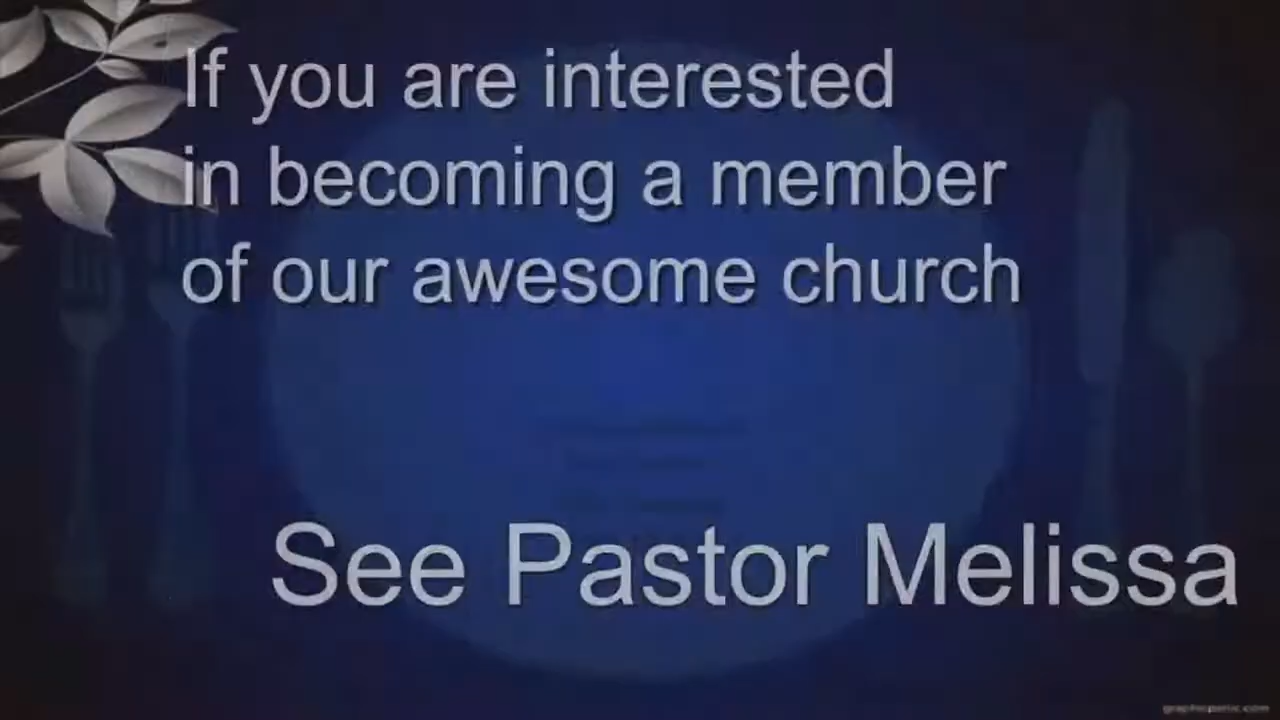 If you are interested
in becoming a member
of our awesome church
See Pastor Melissa